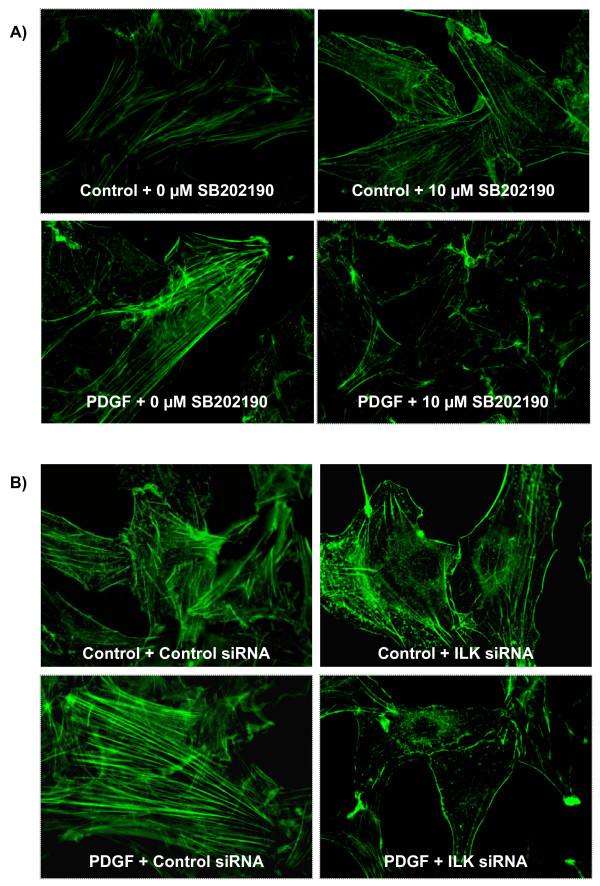 A)
Control + 0 µM SB202190
Control + 10 µM SB202190
PDGF + 0 µM SB202190
PDGF + 10 µM SB202190
B)
Control + Control siRNA
Control + ILK siRNA
PDGF + Control siRNA
PDGF + ILK siRNA